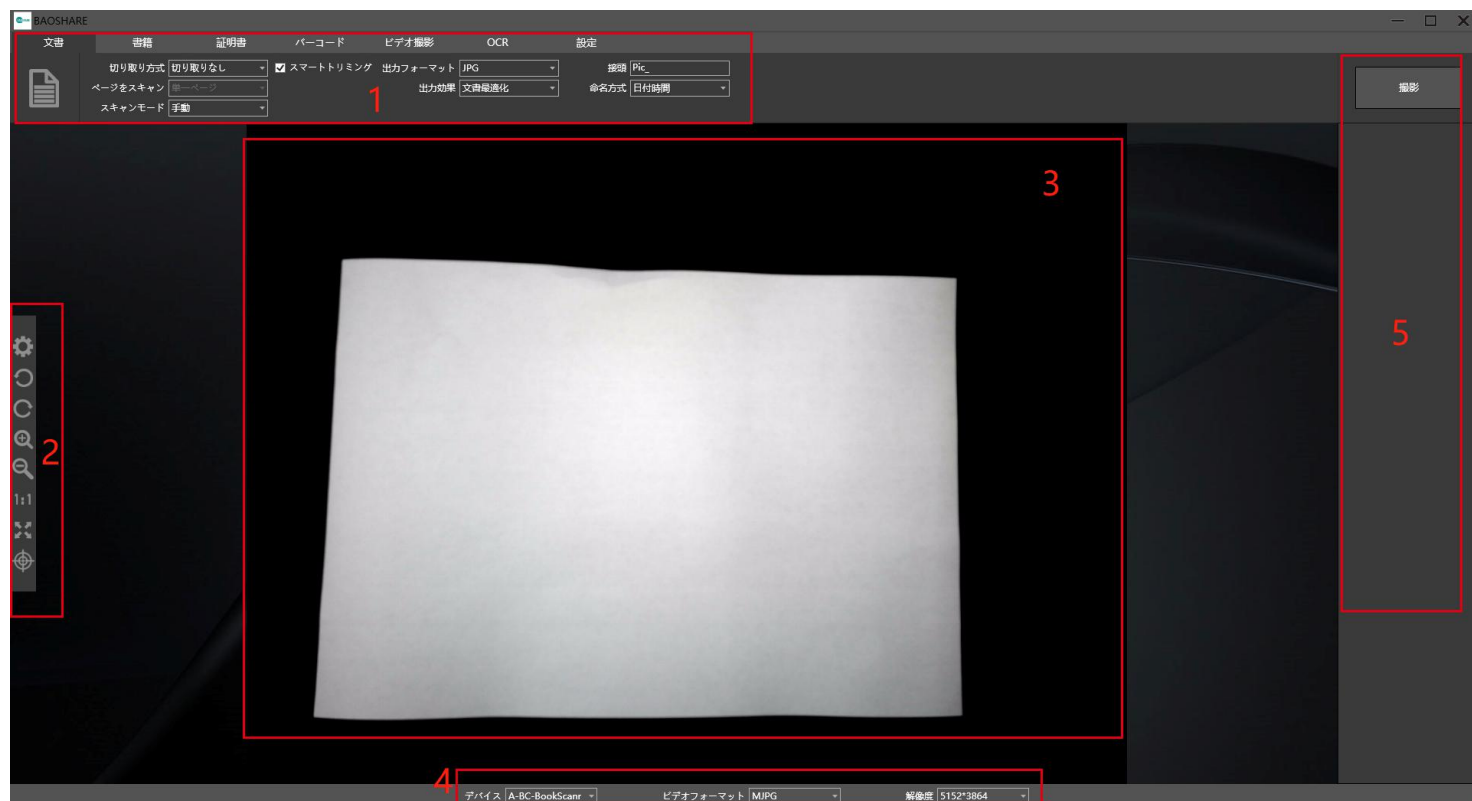 BAOSHARE
文書 書籍 証明書 バーコード ビデオ撮影 OCR 設定
切り取り方式 切り取りなし スマートトリミング 出力フォーマット JPG 接頭 Pic_
ページをスキャン 単一ページ 出力効果 文書最適化 命名方式 日付時間
スキャンモード 手動
1
撮影
3
5
2
1:1
4
デバイス A-BC-BookScanr ビデオフォーマット MJPG 解像度 5152*3864